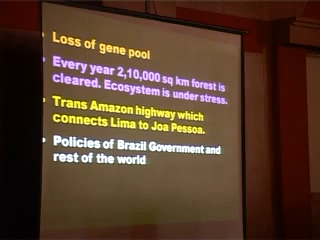 • Loss of gene pool
• Every year 2,10,000 sq km forest is
cleared. Ecosystem is under stress.
• Trans Amazon highway which
connects Lima to Joa Pessoa.
• Policies of Brazil Government and
rest of the world